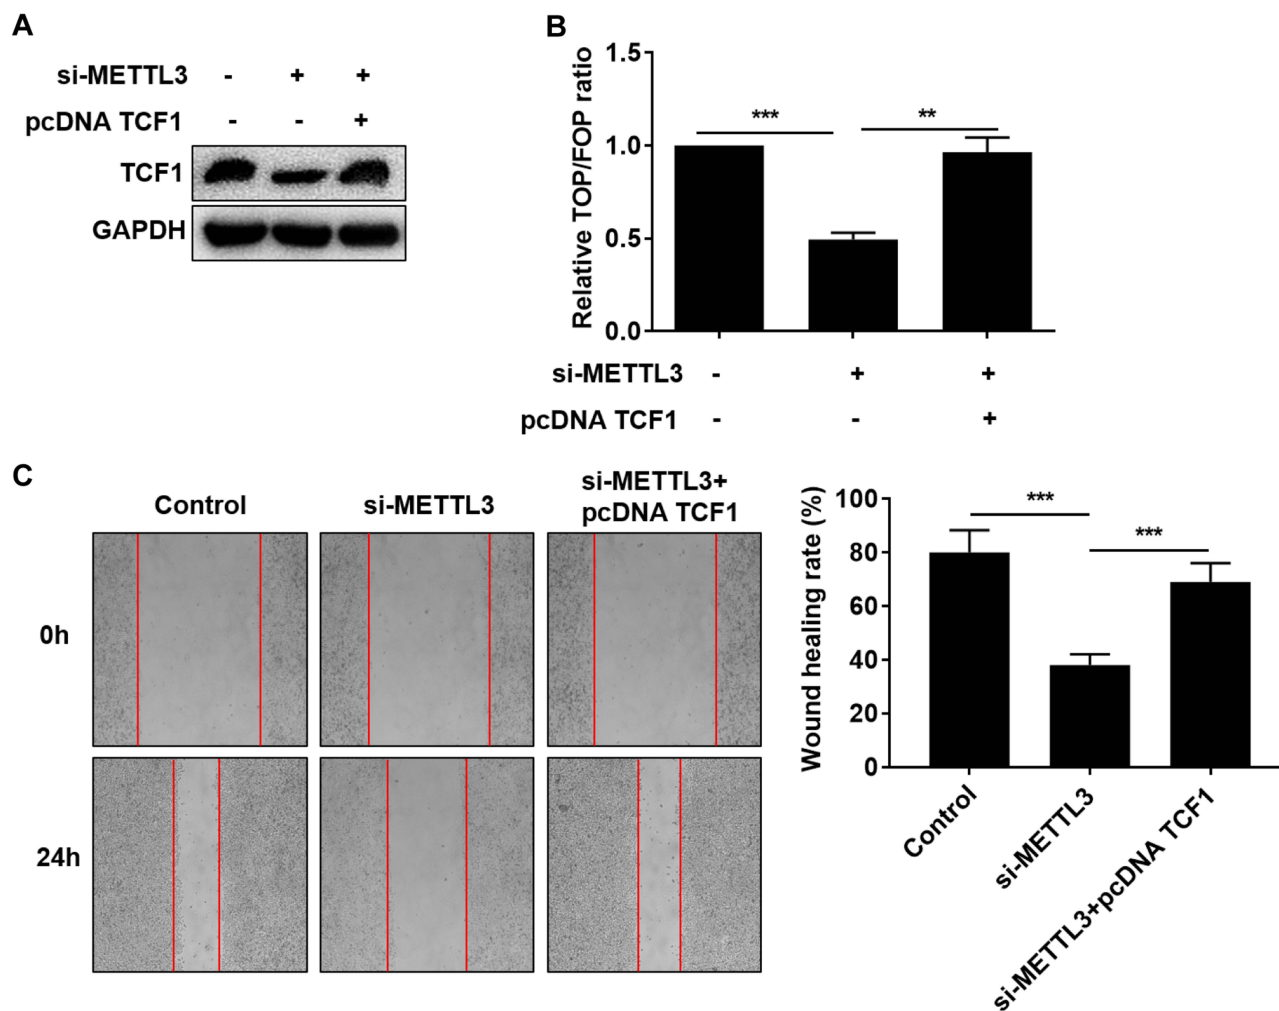 A
si-METTL3 - + +
pcDNA TCF1 - - +
TCF1
GAPDH
B
Relative TOP/FOP ratio
1.5
1.0
0.5
0.0
*** **
si-METTL3 - + +
pcDNA TCF1 - - +
C
Control si-METTL3 si-METTL3+
pcDNA TCF1
0h
24h
Wound healing rate (%)
100
80
60
40
20
0
***
***
Control
si-METTL3
si-METTL3+pcDNA TCF1